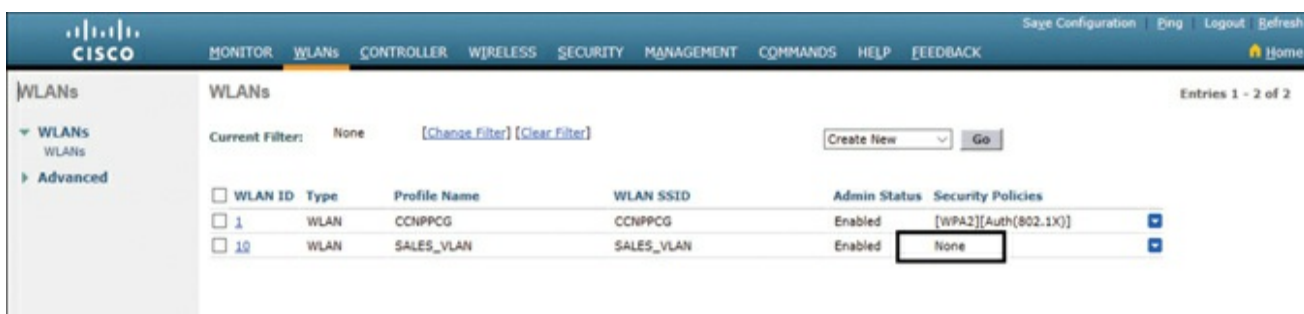 Save Configuration Ping Logout Refresh
CISCO MONITOR WLANs CONTROLLER WIRELESS SECURITY MANAGEMENT COMMANDS HELP FEEDBACK Home
WLANs
WLANs
WLANs
Advanced
WLANs Entries 1 - 2 of 2
Current Filter: None [Change Filter] [Clear Filter] Create New Go
WLAN ID Type Profile Name WLAN SSID Admin Status Security Policies
1 WLAN CCNPPCG CCNPPCG Enabled [WPA2][Auth(802.1X)]
10 WLAN SALES_VLAN SALES_VLAN Enabled None